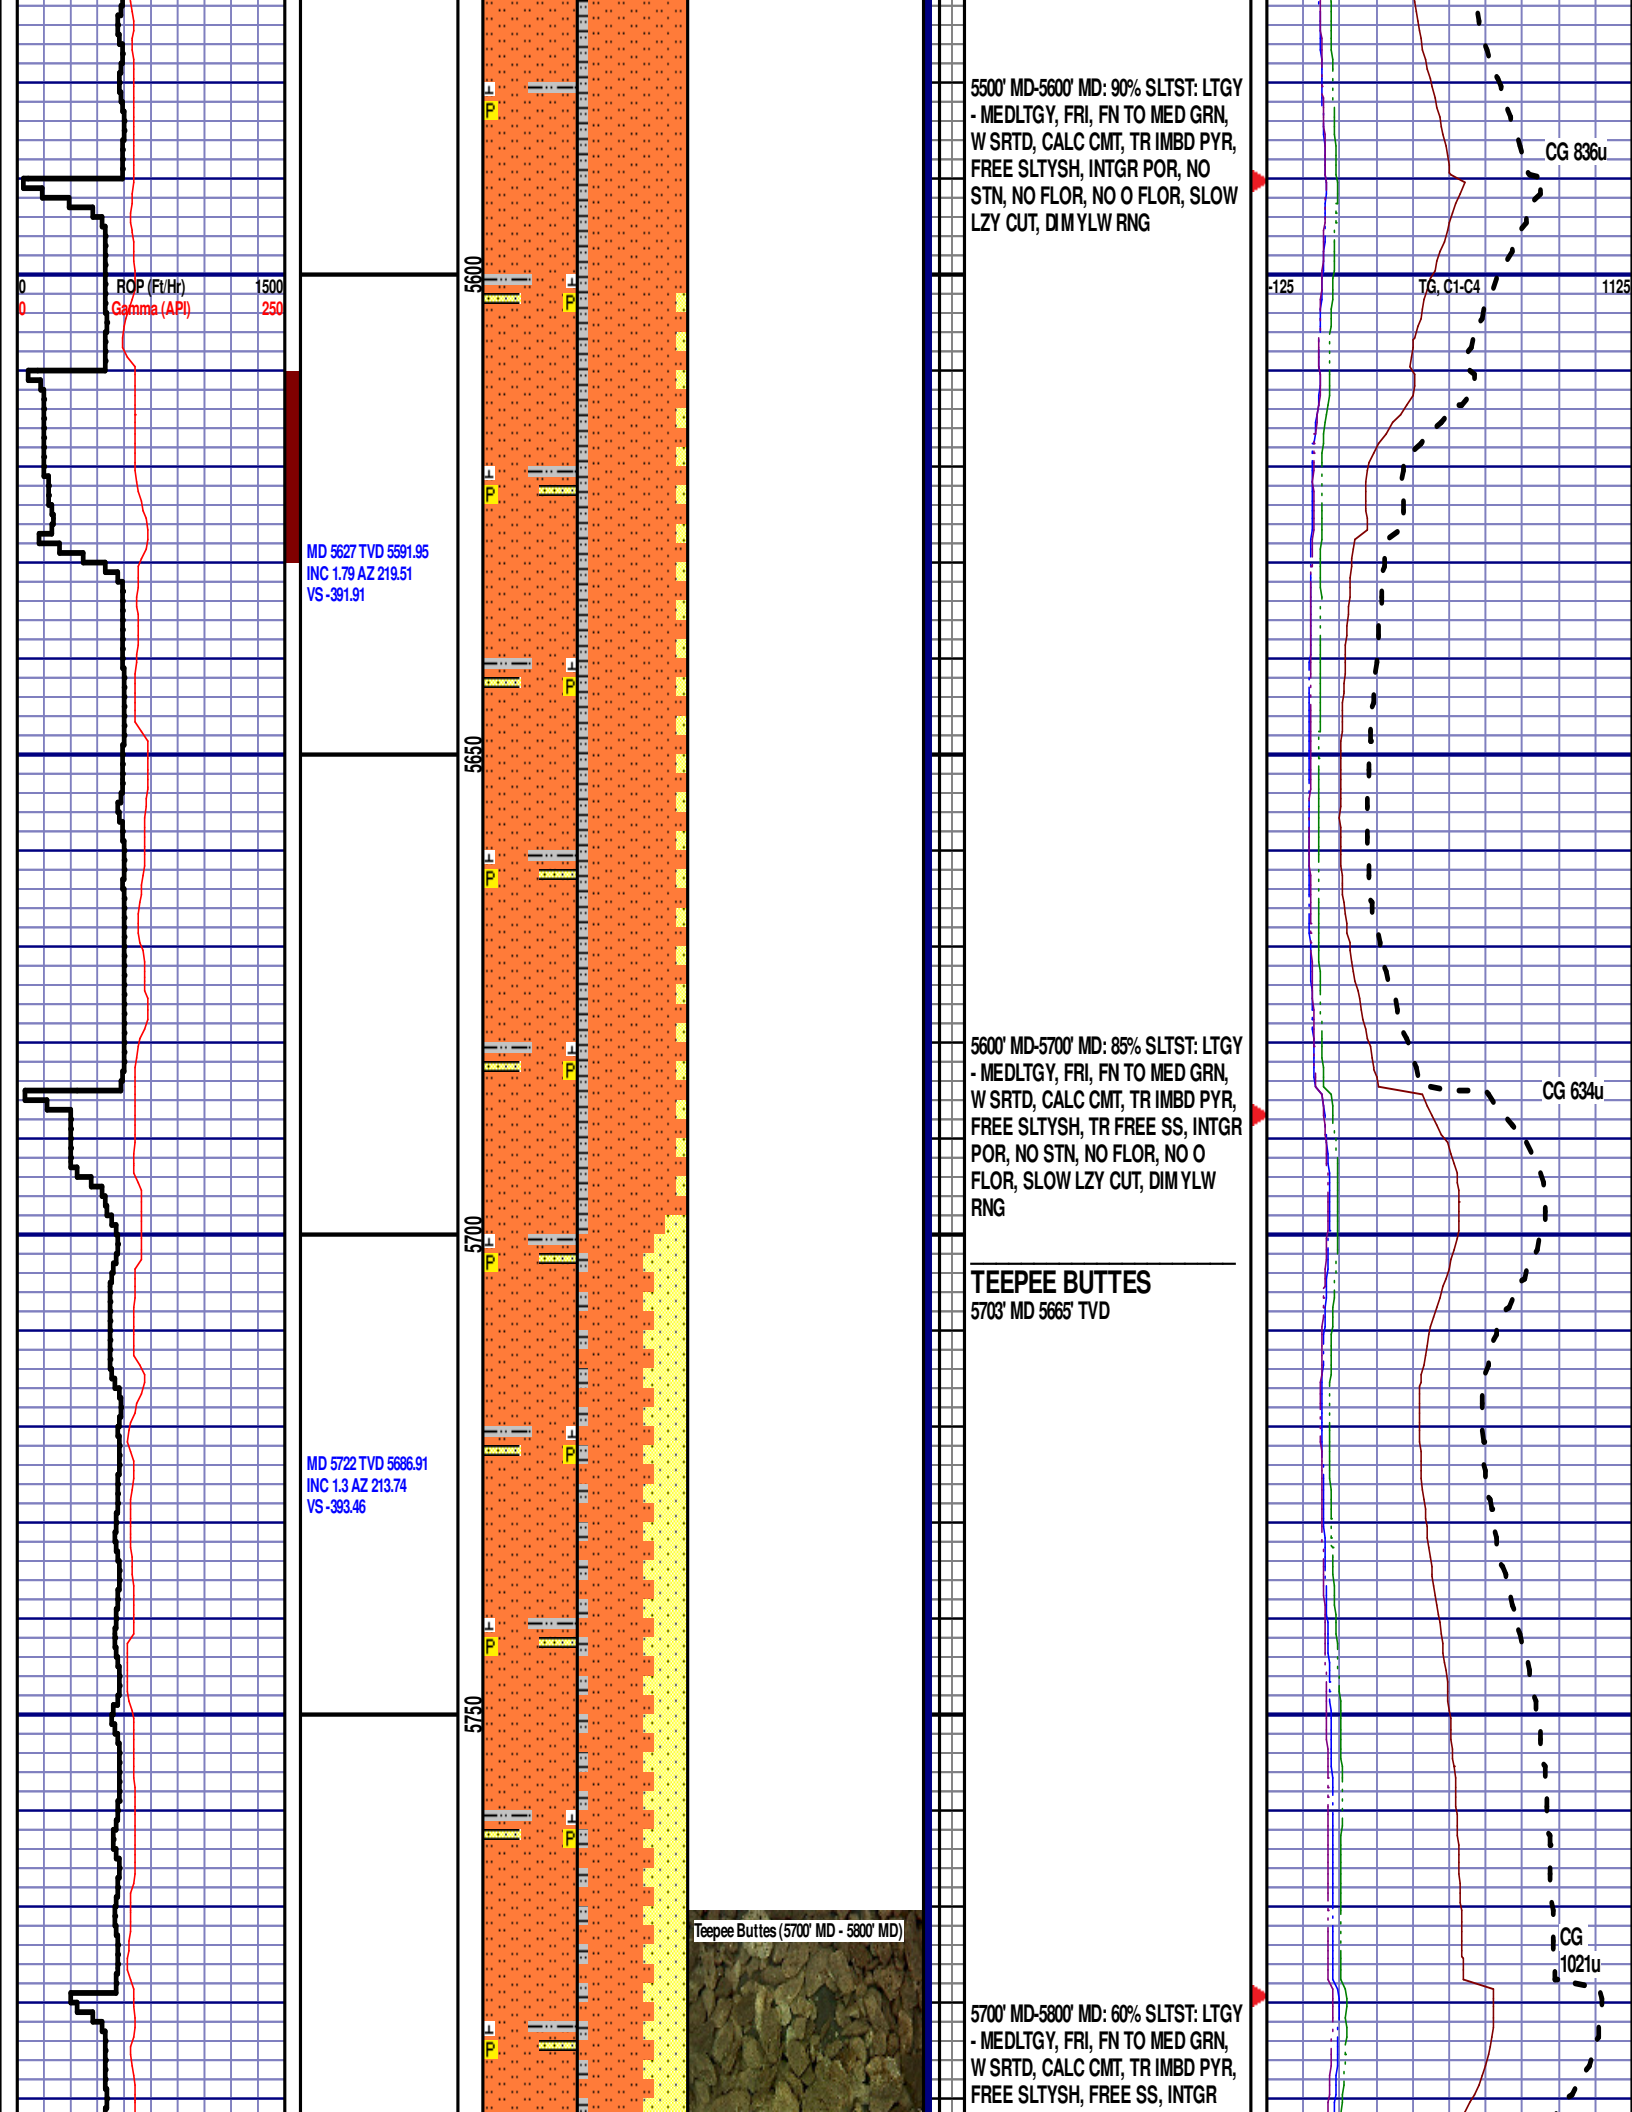 5500' MD-5600' MD: 90% SLTST: LTGY
- MEDLTGY, FRI, FN TO MED GRN,
W SRTD, CALC CMT, TR IMBD PYR,
FREE SLTYSH, INTGR POR, NO
STN, NO FLOR, NO O FLOR, SLOW
LZY CUT, DIM YLW RNG
CG 836u
5600
0 ROP (Ft/Hr) 1500
0 Gamma (API) 250
-125 TG, C1-C4 1125
MD 5627 TVD 5591.95
INC 1.79 AZ 219.51
VS -391.91
5650
5600' MD-5700' MD: 85% SLTST: LTGY
- MEDLTGY, FRI, FN TO MED GRN,
W SRTD, CALC CMT, TR IMBD PYR,
FREE SLTYSH, TR FREE SS, INTGR
POR, NO STN, NO FLOR, NO O
FLOR, SLOW LZY CUT, DIM YLW
RNG
CG 634u
5700
TEEPEE BUTTES
5703' MD 5665' TVD
MD 5722 TVD 5686.91
INC 1.3 AZ 213.74
VS -393.46
5750
Teepee Buttes (5700' MD - 5800' MD)
CG
1021u
5700' MD-5800' MD: 60% SLTST: LTGY
- MEDLTGY, FRI, FN TO MED GRN,
W SRTD, CALC CMT, TR IMBD PYR,
FREE SLTYSH, FREE SS, INTGR
P
P
P
P
P
P
P
P
P
P
P